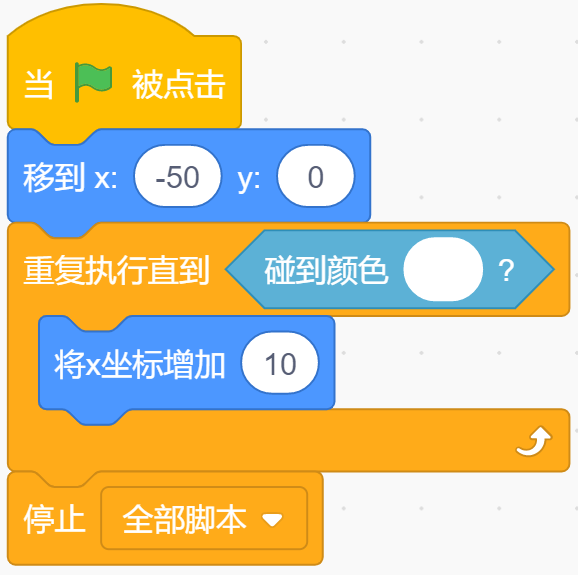 当 被点击
移到 x: -50 y: 0
重复执行直到 碰到颜色 ?
将x坐标增加 10
停止 全部脚本